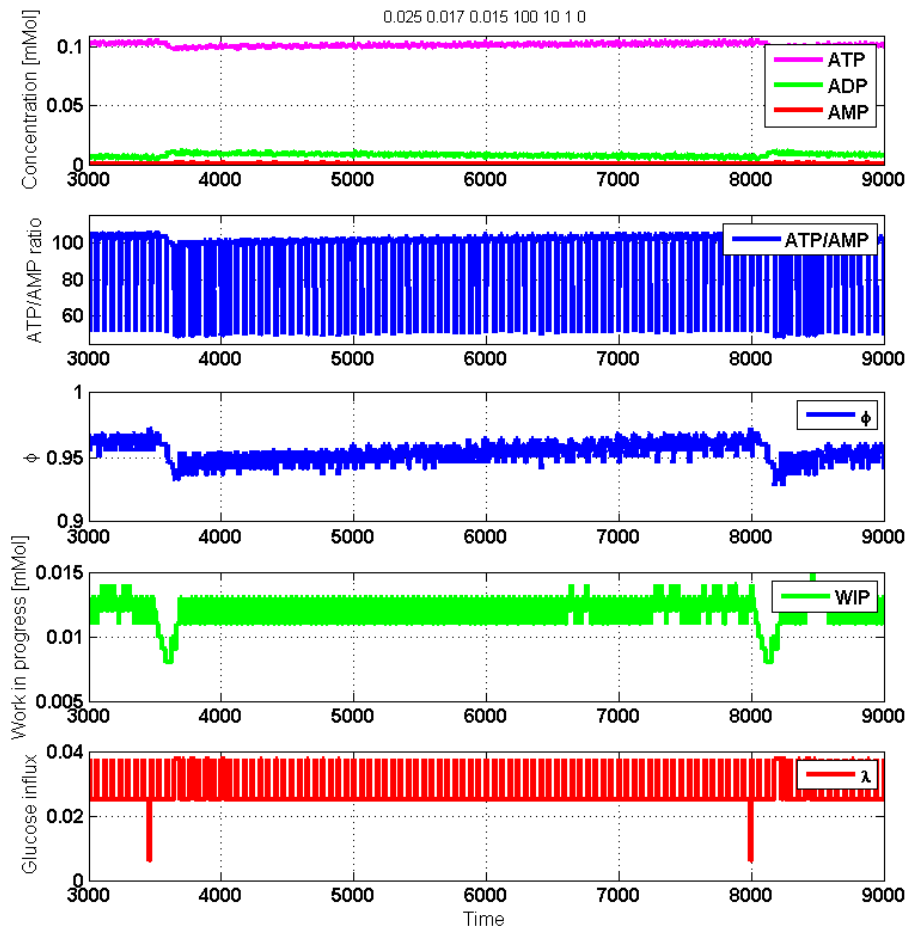 0.025 0.017 0.015 100 10 1 0
Concentration [mMol]
0.1
0.05
0
ATP
ADP
AMP
3000 4000 5000 6000 7000 8000 9000
ATP/AMP ratio
100
80
60
ATP/AMP
3000 4000 5000 6000 7000 8000 9000
ϕ
1
0.95
0.9
ϕ
3000 4000 5000 6000 7000 8000 9000
Work in progress [mMol]
0.015
0.01
0.005
WIP
3000 4000 5000 6000 7000 8000 9000
Glucose influx
0.04
0.02
0
λ
3000 4000 5000 6000 7000 8000 9000
Time